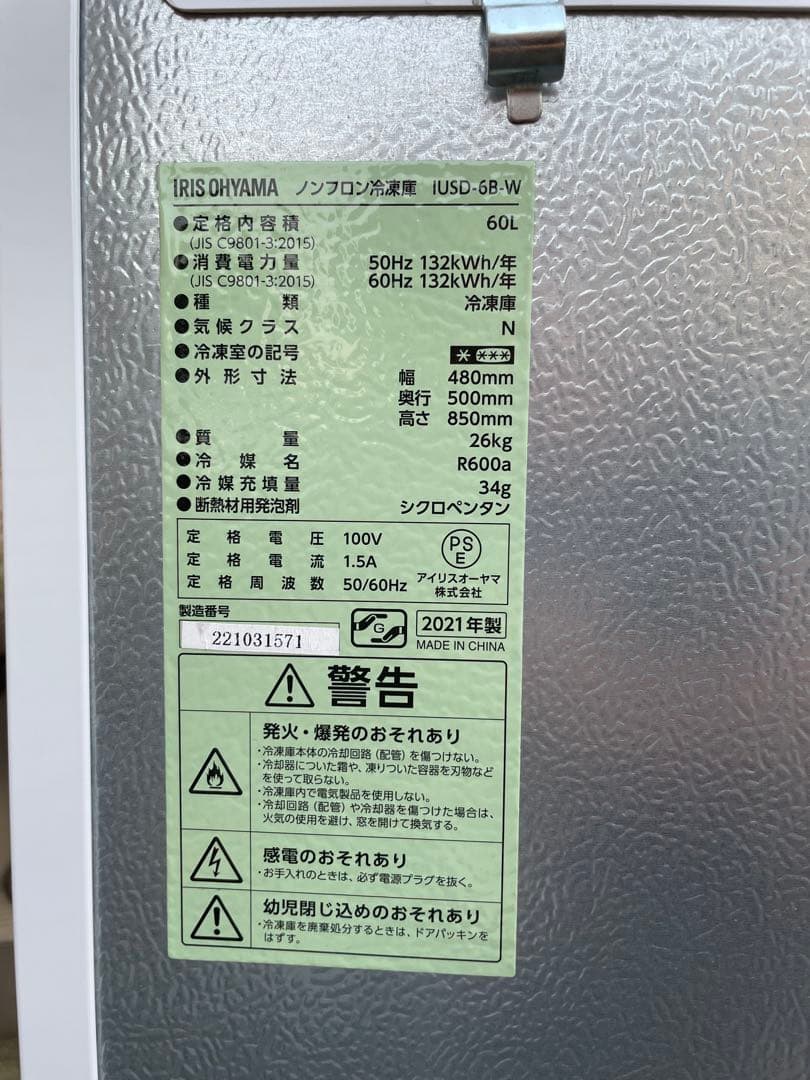 IRIS OHYAMA ノンフロン冷凍庫 IUSD-6B-W
●定格内容積 60L
(JIS C9801-3:2015)
●消費電力量 50Hz 132kWh/年
(JIS C9801-3:2015) 60Hz 132kWh/年
●種類 冷凍庫
●気候クラス N
●冷凍室の記号 * ***
●外形寸法 幅 480mm
奥行 500mm
高さ 850mm
●質量 26kg
●冷媒名 R600a
●冷媒充填量 34g
●断熱材用発泡剤 シクロペンタン
定格電圧 100V
定格電流 1.5A
定格周波数 50/60Hz
PS
E
アイリスオーヤマ
株式会社
製造番号
221031571
G
2021年製
MADE IN CHINA
警告
発火・爆発のおそれあり
・冷凍庫本体の冷却回路（配管）を傷つけない。
・冷却器についた霜や、凍りついた容器を刃物など
を使って取らない。
・冷凍庫内で電気製品を使用しない。
・冷却回路（配管）や冷却器を傷つけた場合は、
火気の使用を避け、窓を開けて換気する。
感電のおそれあり
・お手入れのときは、必ず電源プラグを抜く。
幼児閉じ込めのおそれあり
・冷凍庫を廃棄処分するときは、ドアパッキンを
はずす。